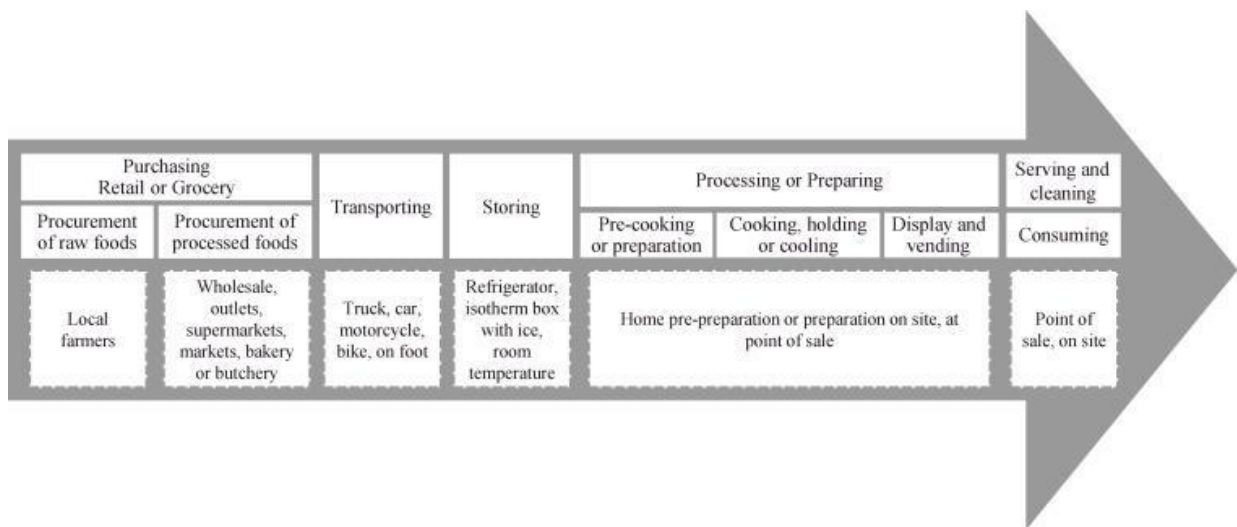 Purchasing
Retail or Grocery
Procurement
of raw foods
Procurement of
processed foods
Transporting
Storing
Processing or Preparing
Pre-cooking
or preparation
Cooking, holding
or cooling
Display and
vending
Serving and
cleaning
Consuming
Local
farmers
Wholesale,
outlets,
supermarkets,
markets, bakery
or butchery
Truck, car,
motorcycle,
bike, on foot
Refrigerator,
isotherm box
with ice,
room
temperature
Home pre-preparation or preparation on site, at
point of sale
Point of
sale, on site